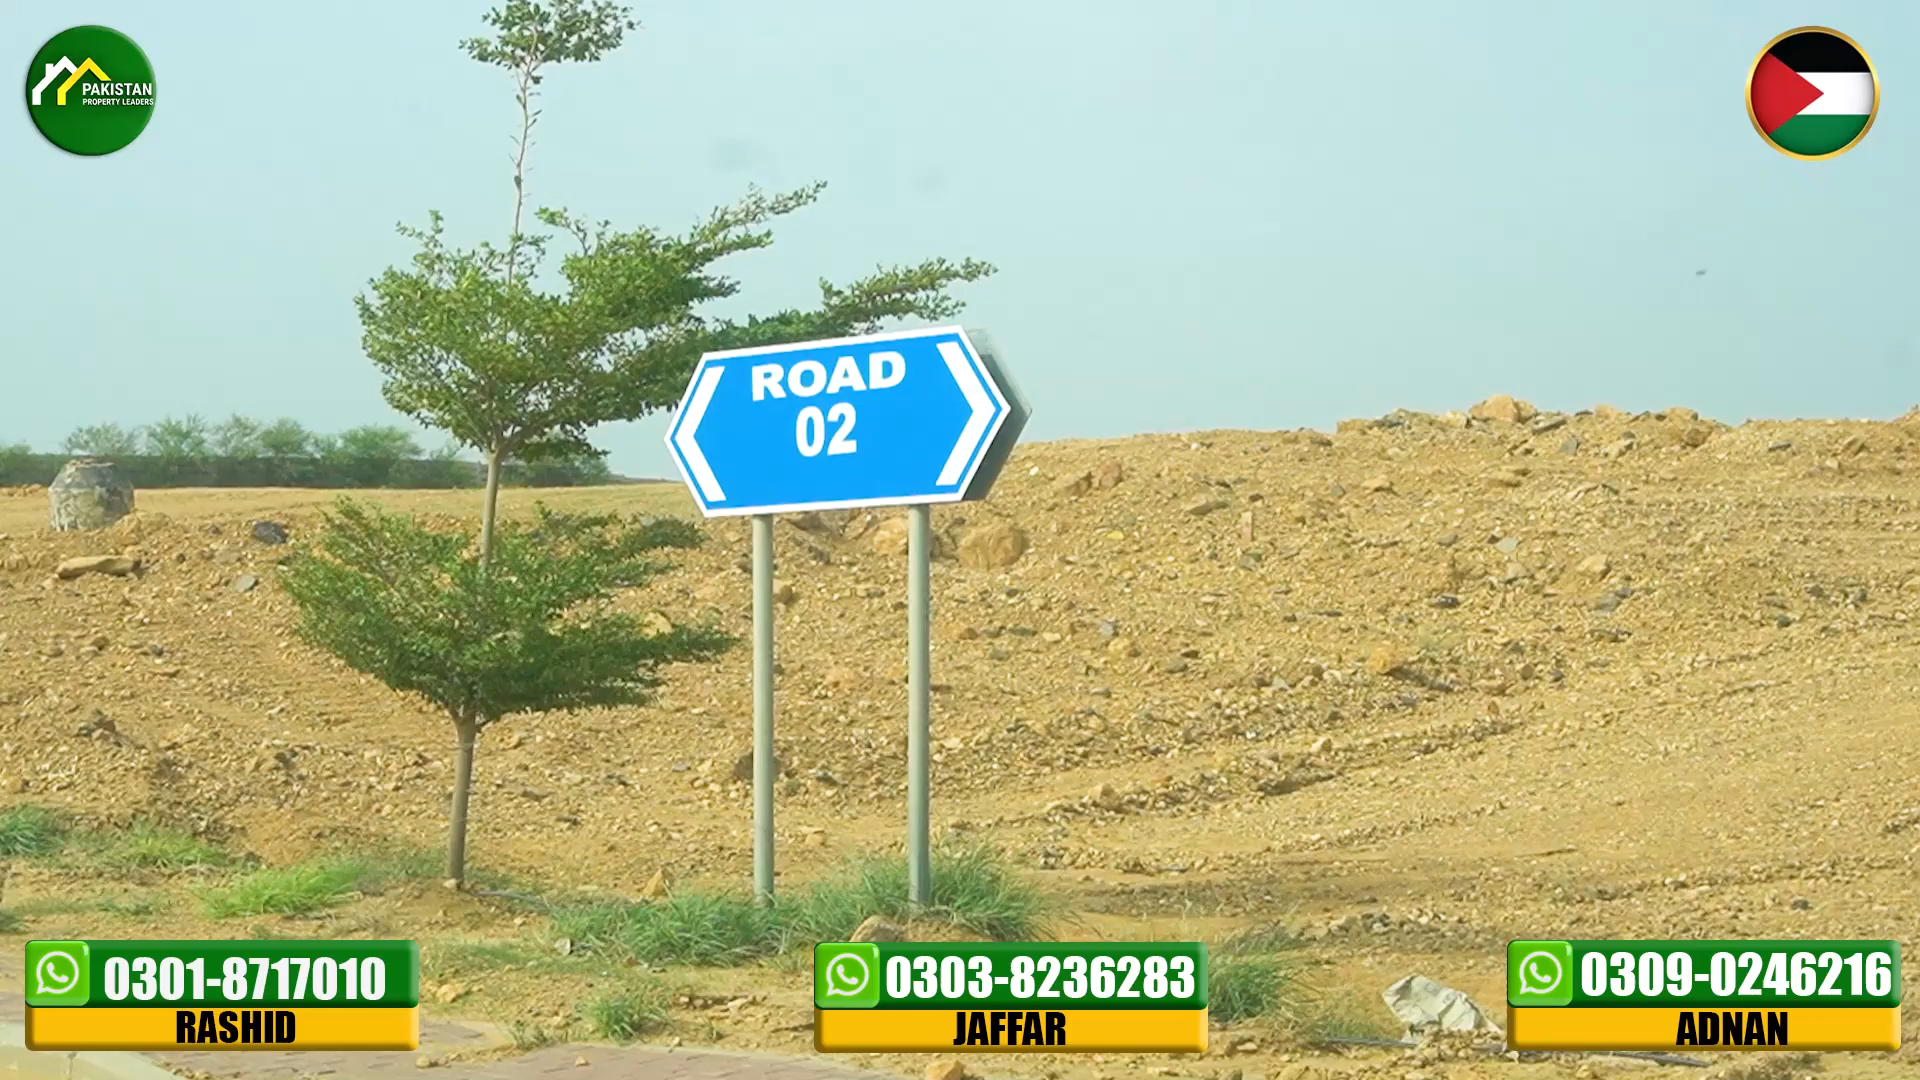 PAKISTAN
PROPERTY LEADERS
ROAD
02
0301-8717010
RASHID
0303-8236283
JAFFAR
0309-0246216
ADNAN